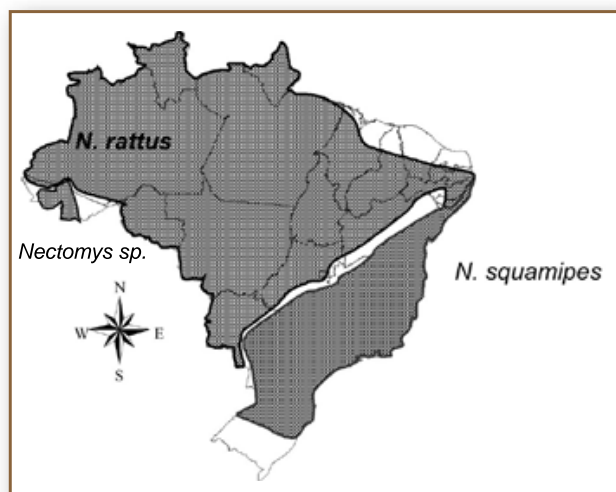 N. rattus
Nectomys sp.
N. squamipes
N
W E
S